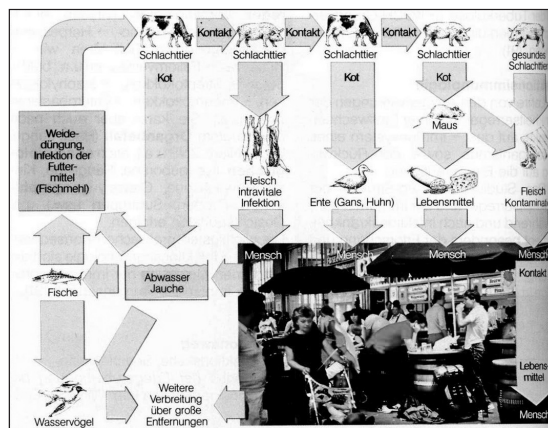 Kontakt
Kontakt
Kontakt
Schlachttier
Schlachttier
Schlachttier
Schlachttier
gesundes
Schlachttier
Kot
Kot
Kot
Maus
Weide-
düngung,
Infektion der
Futter-
mittel
(Fischmehl)
Fleisch
intravitale
Infektion
Ente (Gans, Huhn)
Lebensmittel
Fleisch
Kontamina
Mensch
Mensch
Mensch
Mensch
Fische
Abwasser
Jauche
Kontakt
Lebens-
mittel
Mensch
Wasservögel
Weitere
Verbreitung
über große
Entfernungen